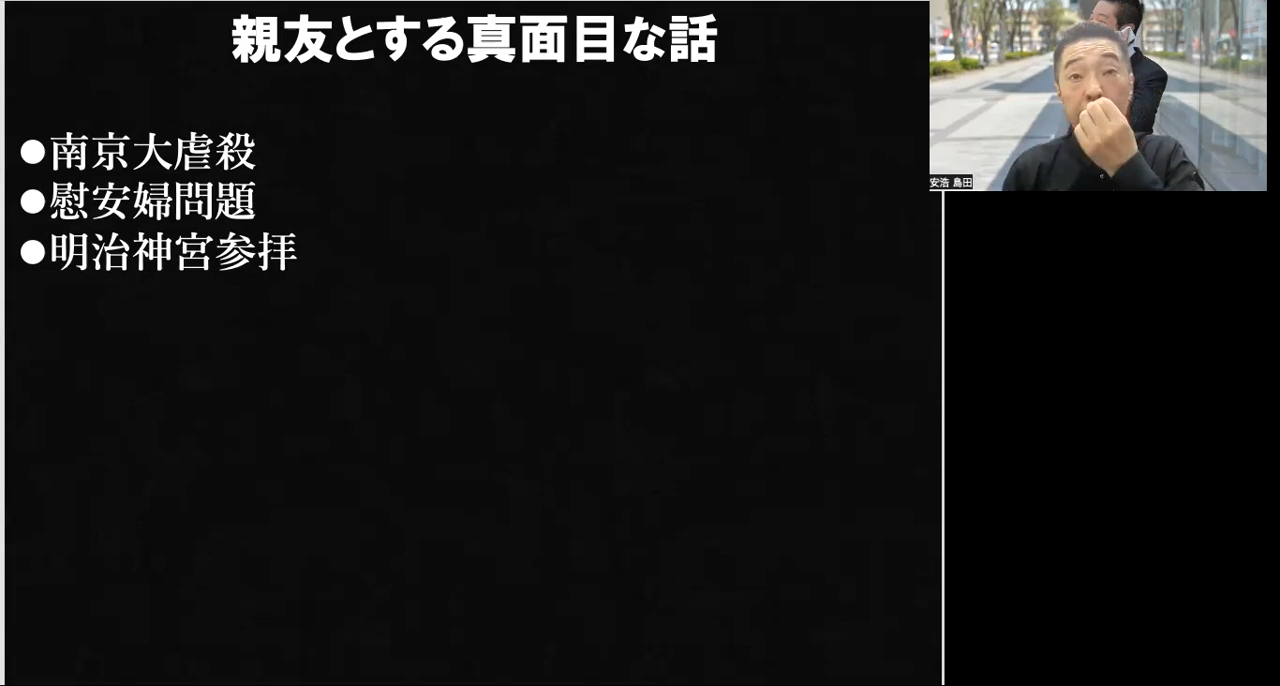 親友とする真面目な話
●南京大虐殺
●慰安婦問題
●明治神宮参拝
安浩 島田